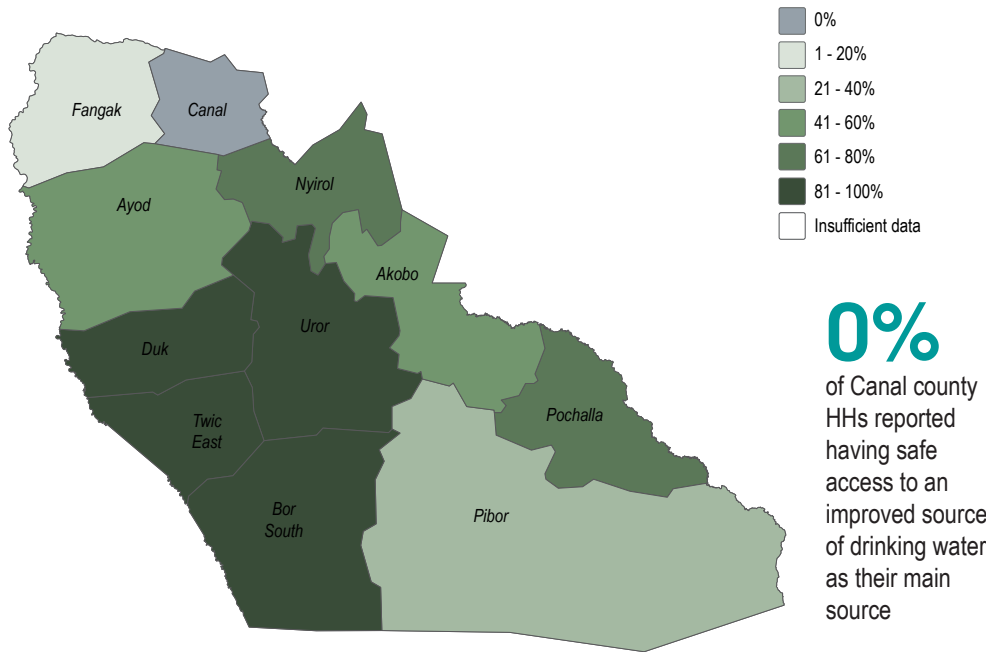 0%
1 - 20%
21 - 40%
41 - 60%
61 - 80%
81 - 100%
Insufficient data
Fangak
Canal
Nyirol
Ayod
Akobo
Uror
Duk
Twic
East
Pochalla
Bor
South
Pibor
0%
of Canal county
HHs reported
having safe
access to an
improved source
of drinking water
as their main
source